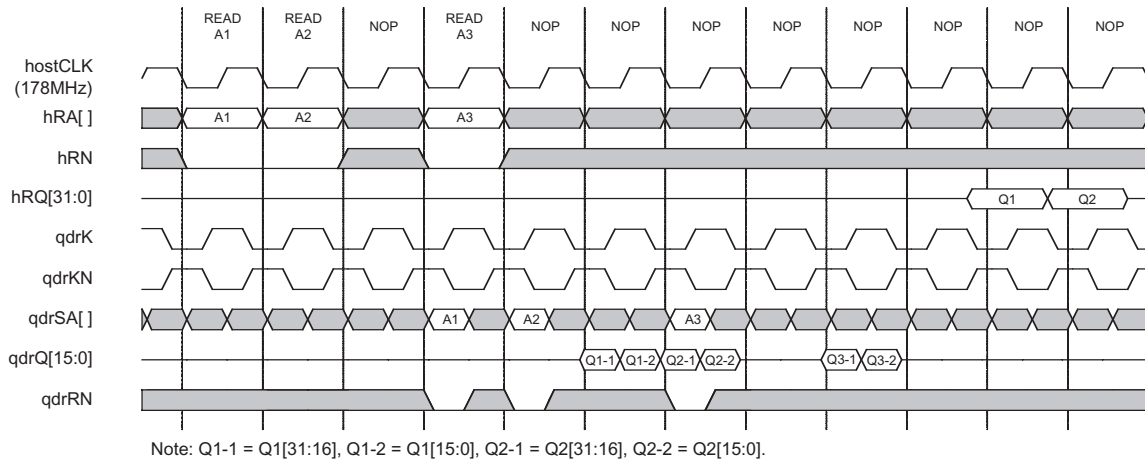 READ A1
READ A2
NOP
READ A3
NOP
NOP
NOP
NOP
NOP
NOP
NOP
NOP
hostCLK
(178MHz)
hRA[ ]
A1
A2
A3
hRN
hRQ[31:0]
Q1
Q2
qdrK
qdrKN
qdrSA[ ]
A1
A2
A3
qdrQ[15:0]
Q1-1
Q1-2
Q2-1
Q2-2
Q3-1
Q3-2
qdrRN
Note: Q1-1 = Q1[31:16], Q1-2 = Q1[15:0], Q2-1 = Q2[31:16], Q2-2 = Q2[15:0].